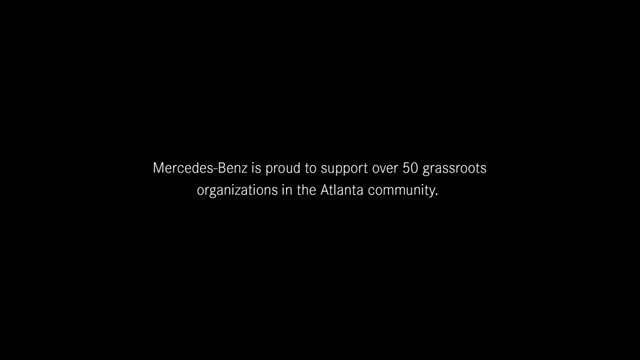 Mercedes-Benz is proud to support over 50 grassroots
organizations in the Atlanta community.